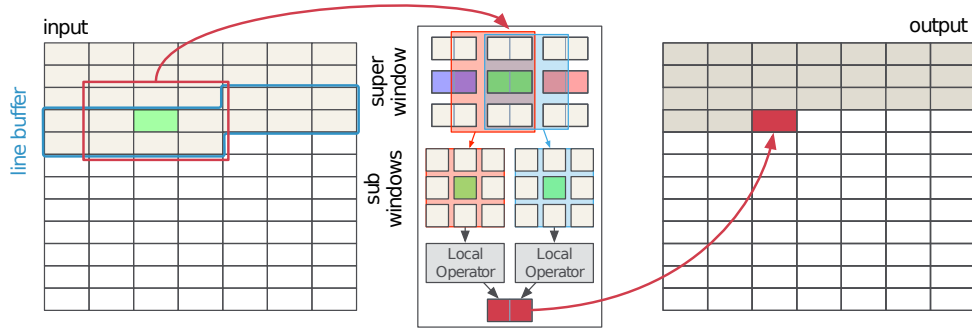 input
output
line buffer
super
window
sub
windows
Local
Operator
Local
Operator